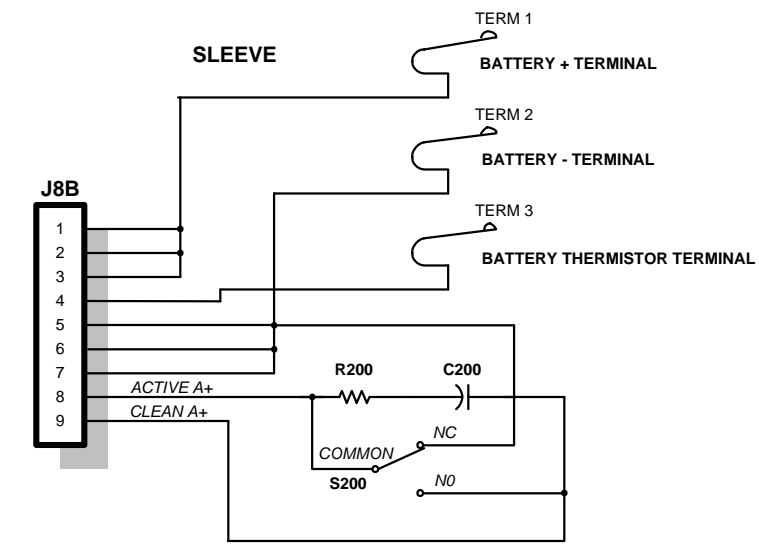 TERM 1
SLEEVE
BATTERY + TERMINAL
TERM 2
BATTERY - TERMINAL
J8B
TERM 3
1
2
BATTERY THERMISTOR TERMINAL
3
4
5
6
7
R200
C200
8
ACTIVE A+
9
CLEAN A+
NC
COMMON
S200
N0